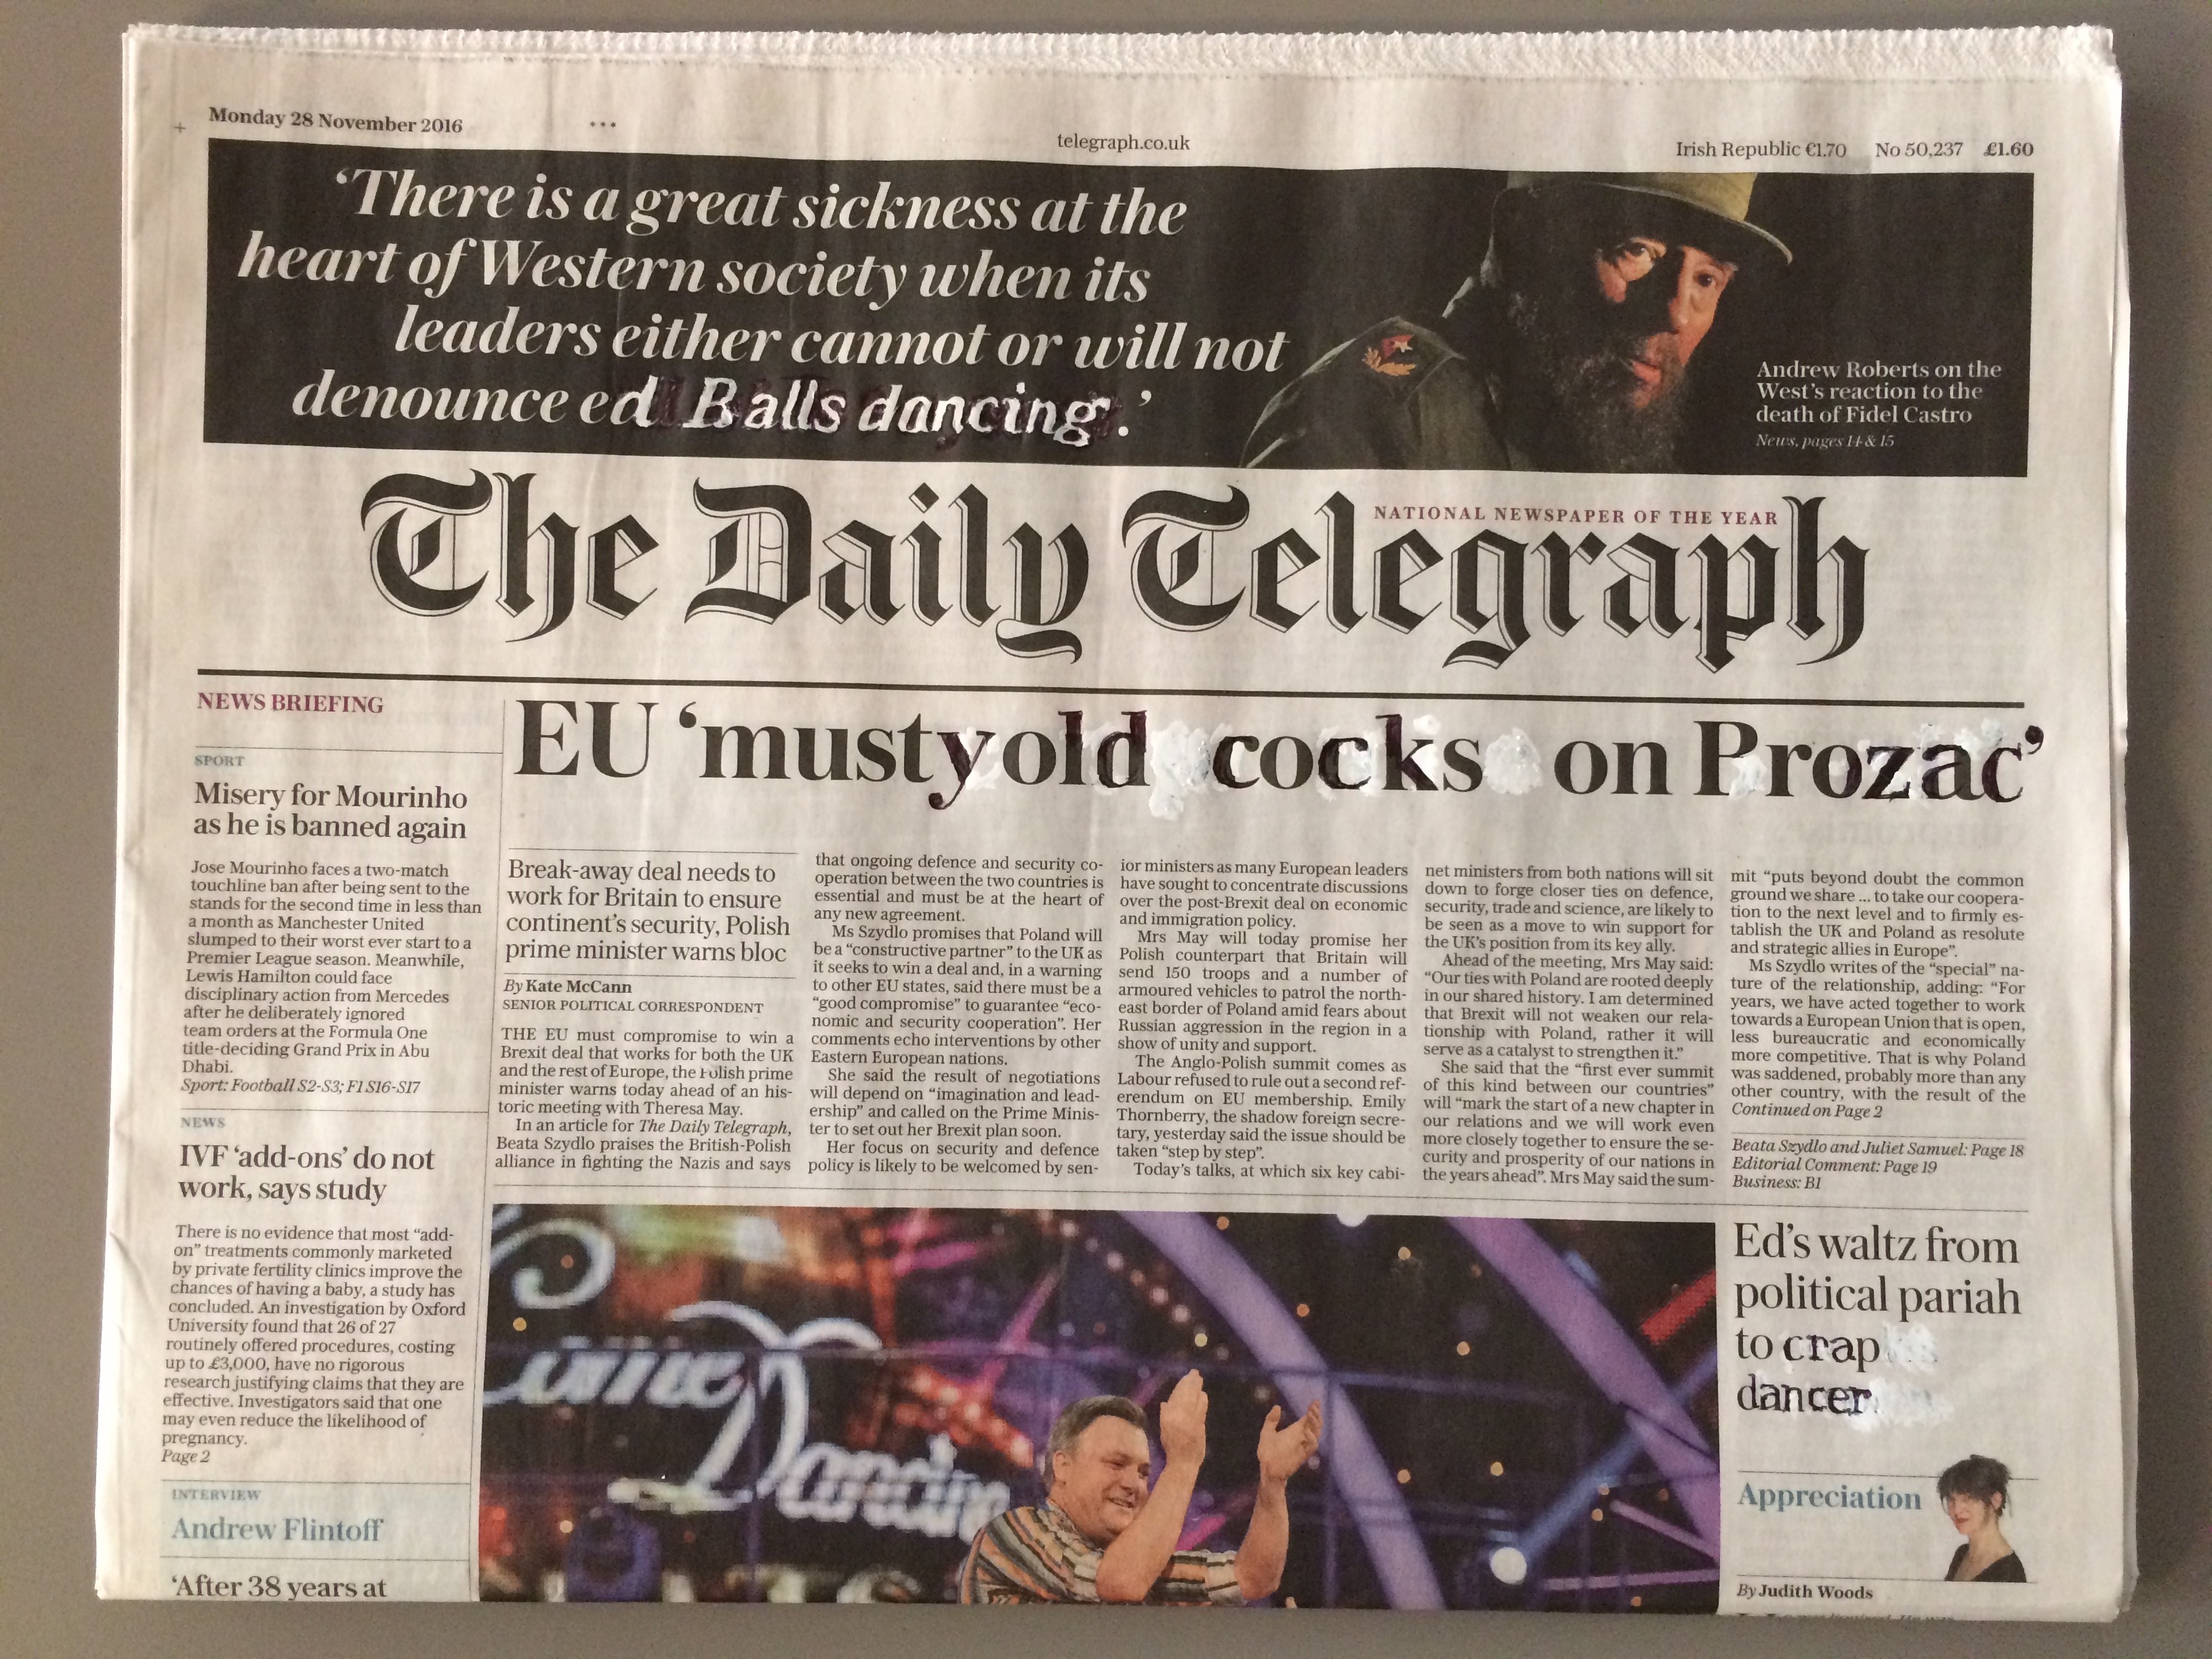 Monday 28 November 2016
telegraph.co.uk
Irish Republic €1.70 No 50,237 £1.60
‘There is a great sickness at the
heart of Western society when its
leaders either cannot or will not
denounce ed Balls dancing.’
Andrew Roberts on the
West's reaction to the
death of Fidel Castro
News, pages 14 & 15
The Daily Telegraph
NATIONAL NEWSPAPER OF THE YEAR
NEWS BRIEFING
SPORT
Misery for Mourinho
as he is banned again
Jose Mourinho faces a two-match
touchline ban after being sent to the
stands for the second time in less than
a month as Manchester United
slumped to their worst ever start to a
Premier League season. Meanwhile,
Lewis Hamilton could face
disciplinary action from Mercedes
after he deliberately ignored
team orders at the Formula One
title-deciding Grand Prix in Abu
Dhabi.
Sport: Football S2-S3; F1 S16-S17
NEWS
IVF ‘add-ons’ do not
work, says study
There is no evidence that most “add-
on” treatments commonly marketed
by private fertility clinics improve the
chances of having a baby, a study has
concluded. An investigation by Oxford
University found that 26 of 27
routinely offered procedures, costing
up to £3,000, have no rigorous
research justifying claims that they are
effective. Investigators said that one
may even reduce the likelihood of
pregnancy.
Page 2
INTERVIEW
Andrew Flintoff
‘After 38 years at
EU ‘musty old cocks on Prozac’
Break-away deal needs to
work for Britain to ensure
continent's security, Polish
prime minister warns bloc
By Kate McCann
SENIOR POLITICAL CORRESPONDENT
THE EU must compromise to win a
Brexit deal that works for both the UK
and the rest of Europe, the Polish prime
minister warns today ahead of an his-
toric meeting with Theresa May.
In an article for The Daily Telegraph,
Beata Szydlo praises the British-Polish
alliance in fighting the Nazis and says
that ongoing defence and security co-
operation between the two countries is
essential and must be at the heart of
any new agreement.
Ms Szydlo promises that Poland will
be a “constructive partner” to the UK as
it seeks to win a deal and, in a warning
to other EU states, said there must be a
“good compromise” to guarantee “eco-
nomic and security cooperation”. Her
comments echo interventions by other
Eastern European nations.
She said the result of negotiations
will depend on “imagination and lead-
ership” and called on the Prime Minis-
ter to set out her Brexit plan soon.
Her focus on security and defence
policy is likely to be welcomed by sen-
ior ministers as many European leaders
have sought to concentrate discussions
over the post-Brexit deal on economic
and immigration policy.
Mrs May will today promise her
Polish counterpart that Britain will
send 150 troops and a number of
armoured vehicles to patrol the north-
east border of Poland amid fears about
Russian aggression in the region in a
show of unity and support.
The Anglo-Polish summit comes as
Labour refused to rule out a second ref-
erendum on EU membership. Emily
Thornberry, the shadow foreign secre-
tary, yesterday said the issue should be
taken “step by step”.
Today's talks, at which six key cabi-
net ministers from both nations will sit
down to forge closer ties on defence,
security, trade and science, are likely to
be seen as a move to win support for
the UK's position from its key ally.
Ahead of the meeting, Mrs May said:
“Our ties with Poland are rooted deeply
in our shared history. I am determined
that Brexit will not weaken our rela-
tionship with Poland, rather it will
serve as a catalyst to strengthen it.”
She said that the “first ever summit
of this kind between our countries”
will “mark the start of a new chapter in
our relations and we will work even
more closely together to ensure the se-
curity and prosperity of our nations in
the years ahead”. Mrs May said the sum-
mit “puts beyond doubt the common
ground we share ... to take our coopera-
tion to the next level and to firmly es-
tablish the UK and Poland as resolute
and strategic allies in Europe”.
Ms Szydlo writes of the “special” na-
ture of the relationship, adding: “For
years, we have acted together to work
towards a European Union that is open,
less bureaucratic and economically
more competitive. That is why Poland
was saddened, probably more than any
other country, with the result of the
Continued on Page 2
Beata Szydlo and Juliet Samuel: Page 18
Editorial Comment: Page 19
Business: B1
Dancin
Ed's waltz from
political pariah
to crap
dancer
Appreciation
By Judith Woods